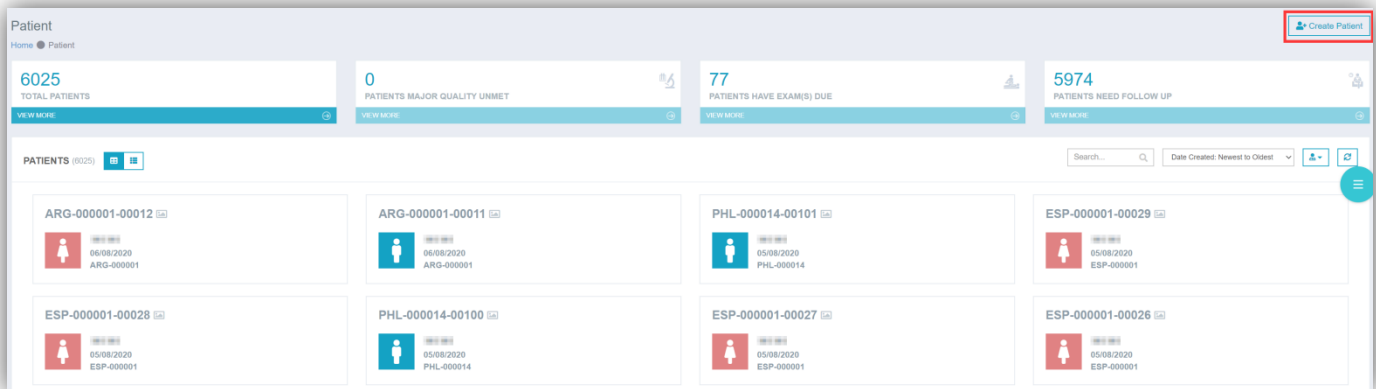 Patient
Create Patient
Home Patient
6025
TOTAL PATIENTS
VIEW MORE
0
PATIENTS MAJOR QUALITY UNMET
VIEW MORE
77
PATIENTS HAVE EXAM(S) DUE
VIEW MORE
5974
PATIENTS NEED FOLLOW UP
VIEW MORE
PATIENTS (6025)
Search...
Date Created: Newest to Oldest
ARG-000001-00012
06/08/2020
ARG-000001
ARG-000001-00011
06/08/2020
ARG-000001
PHL-000014-00101
05/08/2020
PHL-000014
ESP-000001-00029
05/08/2020
ESP-000001
ESP-000001-00028
05/08/2020
ESP-000001
PHL-000014-00100
05/08/2020
PHL-000014
ESP-000001-00027
05/08/2020
ESP-000001
ESP-000001-00026
05/08/2020
ESP-000001